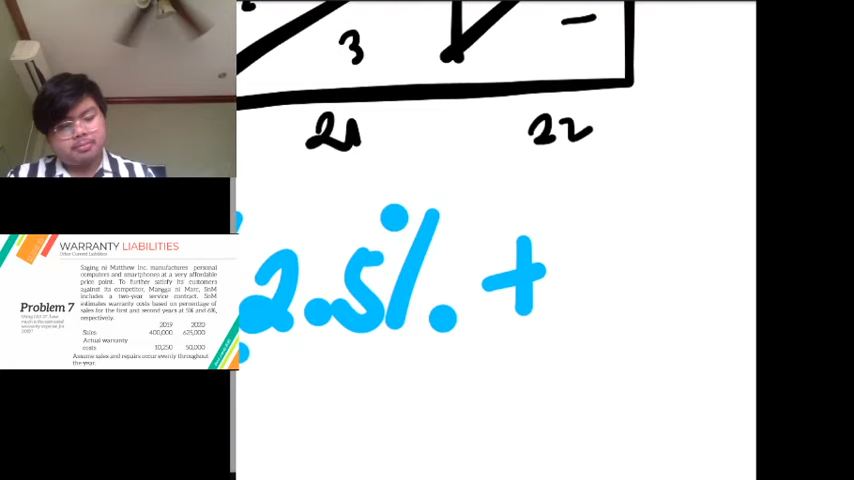 3
-
21
22
2.5% +
WARRANTY LIABILITIES
Other Current Liabilities
Problem 7
Saging ni Matthew Inc. manufactures personal
computers and smartphones at a very affordable
price point. To further satisfy its customers
against its competitor, Mangga ni Marc, SnM
includes a two-year service contract. SnM
estimates warranty costs based on percentage of
sales for the first and second years at 5% and 6%,
respectively.
2019 2020
Sales 400,000 625,000
Actual warranty
costs 30,250 50,000
Assume sales and repairs occur evenly throughout
the year.